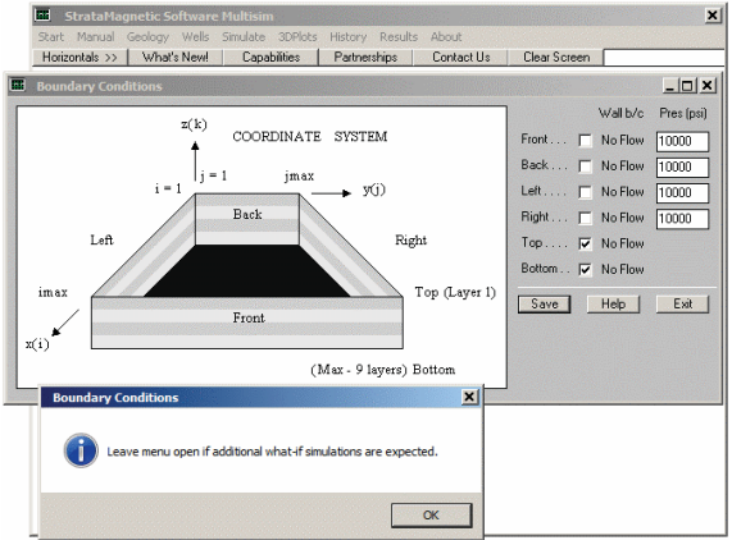 StrataMagnetic Software Multisim
Start Manual Geology Wells Simulate 3DPlots History Results About
Horizontals >> What's New! Capabilities Partnerships Contact Us Clear Screen
Boundary Conditions
z(k) COORDINATE SYSTEM
i = 1 j = 1 jmax y(j)
Back
Left Right
imax Top (Layer 1)
Front
x(i)
(Max - 9 layers) Bottom
Wall b/c Pres (psi)
Front . . . No Flow 10000
Back . . . . No Flow 10000
Left . . . . No Flow 10000
Right . . . No Flow 10000
Top . . . . No Flow
Bottom . . No Flow
Save Help Exit
Boundary Conditions
Leave menu open if additional what-if simulations are expected.
OK